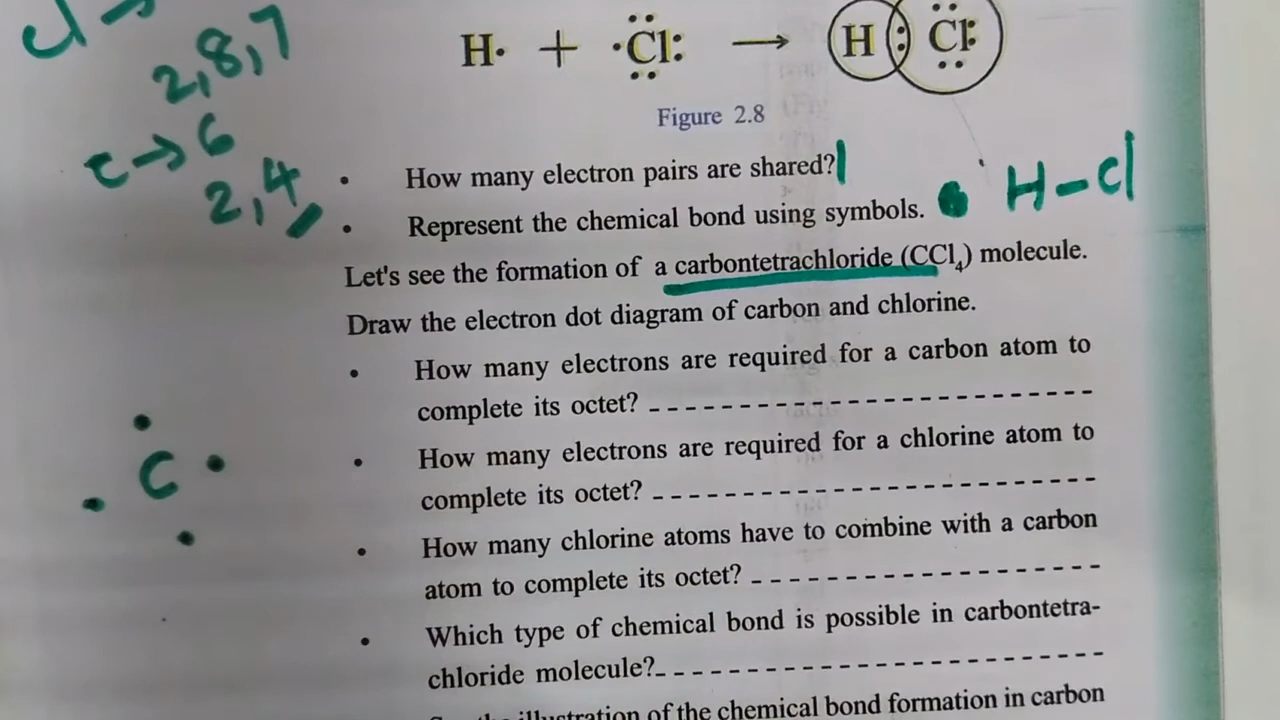 cl →
2,8,7
c → 6
2,4
H· + ·Cl: → H : Cl:
Figure 2.8
• How many electron pairs are shared? 1
• Represent the chemical bond using symbols. H - cl
Let's see the formation of a carbontetrachloride (CCl₄) molecule.
Draw the electron dot diagram of carbon and chlorine.
• How many electrons are required for a carbon atom to
complete its octet? ------------------------
C
• How many electrons are required for a chlorine atom to
complete its octet? ------------------------
• How many chlorine atoms have to combine with a carbon
atom to complete its octet? -------------------
• Which type of chemical bond is possible in carbontetra-
chloride molecule? ------------------------
illustration of the chemical bond formation in carbon